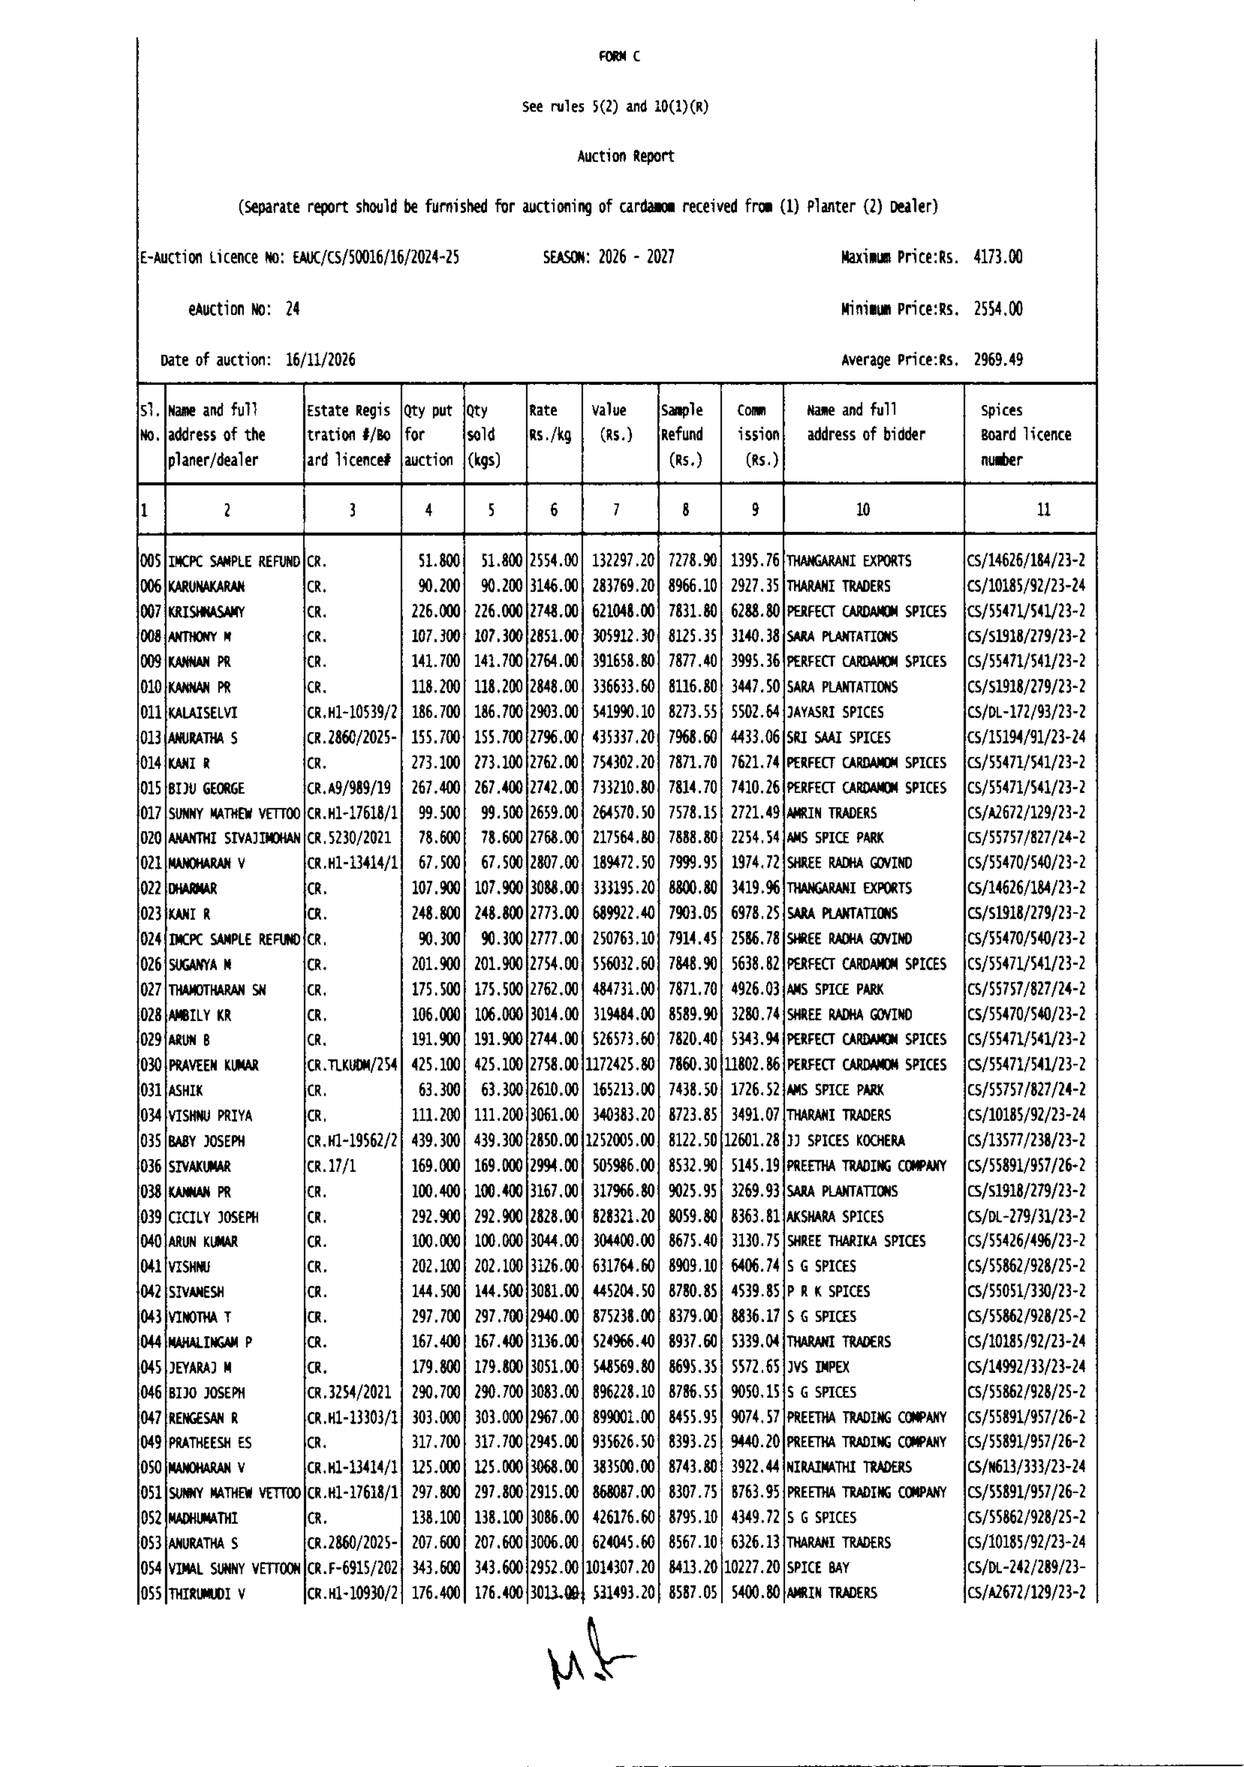 FORM C
See rules 5(2) and 10(1)(R)
Auction Report
(Separate report should be furnished for auctioning of cardamom received from (1) Planter (2) Dealer)
E-Auction Licence No: EAUC/CS/50016/16/2024-25 SEASON: 2026 - 2027 Maximum Price:Rs. 4173.00
eAuction No: 24 Minimum Price:Rs. 2554.00
Date of auction: 16/11/2026 Average Price:Rs. 2969.49
Sl. Name and full Estate Regis Qty put Qty Rate Value Sample Comm Name and full Spices
No. address of the tration #/Bo for sold Rs./kg (Rs.) Refund ission address of bidder Board licence
planer/dealer ard licence# auction (kgs) (Rs.) (Rs.) number
1 2 3 4 5 6 7 8 9 10 11
005 IMCPC SAMPLE REFUND CR. 51.800 51.800 2554.00 132297.20 7278.90 1395.76 THANGARANI EXPORTS CS/14626/184/23-2
006 KARUNAKARAN CR. 90.200 90.200 3146.00 283769.20 8966.10 2927.35 THARANI TRADERS CS/10185/92/23-24
007 KRISHNASAMY CR. 226.000 226.000 2748.00 621048.00 7831.80 6288.80 PERFECT CARDAMOM SPICES CS/55471/541/23-2
008 ANTHONY M CR. 107.300 107.300 2851.00 305912.30 8125.35 3140.38 SARA PLANTATIONS CS/S1918/279/23-2
009 KANNAN PR CR. 141.700 141.700 2764.00 391658.80 7877.40 3995.36 PERFECT CARDAMOM SPICES CS/55471/541/23-2
010 KANNAN PR CR. 118.200 118.200 2848.00 336633.60 8116.80 3447.50 SARA PLANTATIONS CS/S1918/279/23-2
011 KALAISELVI CR.H1-10539/2 186.700 186.700 2903.00 541990.10 8273.55 5502.64 JAYASRI SPICES CS/DL-172/93/23-2
013 ANURATHA S CR.2860/2025- 155.700 155.700 2796.00 435337.20 7968.60 4433.06 SRI SAAI SPICES CS/15194/91/23-24
014 KANI R CR. 273.100 273.100 2762.00 754302.20 7871.70 7621.74 PERFECT CARDAMOM SPICES CS/55471/541/23-2
015 BIJU GEORGE CR.A9/989/19 267.400 267.400 2742.00 733210.80 7814.70 7410.26 PERFECT CARDAMOM SPICES CS/55471/541/23-2
017 SUNNY MATHEW VETTOO CR.H1-17618/1 99.500 99.500 2659.00 264570.50 7578.15 2721.49 AMRIN TRADERS CS/A2672/129/23-2
020 ANANTHI SIVAJIMOHAN CR.5230/2021 78.600 78.600 2768.00 217564.80 7888.80 2254.54 AMS SPICE PARK CS/55757/827/24-2
021 MANOHARAN V CR.H1-13414/1 67.500 67.500 2807.00 189472.50 7999.95 1974.72 SHREE RADHA GOVIND CS/55470/540/23-2
022 DHARMAR CR. 107.900 107.900 3088.00 333195.20 8800.80 3419.96 THANGARANI EXPORTS CS/14626/184/23-2
023 KANI R CR. 248.800 248.800 2773.00 689922.40 7903.05 6978.25 SARA PLANTATIONS CS/S1918/279/23-2
024 IMCPC SAMPLE REFUND CR. 90.300 90.300 2777.00 250763.10 7914.45 2586.78 SHREE RADHA GOVIND CS/55470/540/23-2
026 SUGANYA M CR. 201.900 201.900 2754.00 556032.60 7848.90 5638.82 PERFECT CARDAMOM SPICES CS/55471/541/23-2
027 THAMOTHARAN SN CR. 175.500 175.500 2762.00 484731.00 7871.70 4926.03 AMS SPICE PARK CS/55757/827/24-2
028 AMBILY KR CR. 106.000 106.000 3014.00 319484.00 8589.90 3280.74 SHREE RADHA GOVIND CS/55470/540/23-2
029 ARUN B CR. 191.900 191.900 2744.00 526573.60 7820.40 5343.94 PERFECT CARDAMOM SPICES CS/55471/541/23-2
030 PRAVEEN KUMAR CR.TLKUDM/254 425.100 425.100 2758.00 1172425.80 7860.30 11802.86 PERFECT CARDAMOM SPICES CS/55471/541/23-2
031 ASHIK CR. 63.300 63.300 2610.00 165213.00 7438.50 1726.52 AMS SPICE PARK CS/55757/827/24-2
034 VISHNU PRIYA CR. 111.200 111.200 3061.00 340383.20 8723.85 3491.07 THARANI TRADERS CS/10185/92/23-24
035 BABY JOSEPH CR.H1-19562/2 439.300 439.300 2850.00 1252005.00 8122.50 12601.28 JJ SPICES KOCHERA CS/13577/238/23-2
036 SIVAKUMAR CR.17/1 169.000 169.000 2994.00 505986.00 8532.90 5145.19 PREETHA TRADING COMPANY CS/55891/957/26-2
038 KANNAN PR CR. 100.400 100.400 3167.00 317966.80 9025.95 3269.93 SARA PLANTATIONS CS/S1918/279/23-2
039 CICILY JOSEPH CR. 292.900 292.900 2828.00 828321.20 8059.80 8363.81 AKSHARA SPICES CS/DL-279/31/23-2
040 ARUN KUMAR CR. 100.000 100.000 3044.00 304400.00 8675.40 3130.75 SHREE THARIKA SPICES CS/55426/496/23-2
041 VISHNU CR. 202.100 202.100 3126.00 631764.60 8909.10 6406.74 S G SPICES CS/55862/928/25-2
042 SIVANESH CR. 144.500 144.500 3081.00 445204.50 8780.85 4539.85 P R K SPICES CS/55051/330/23-2
043 VINOTHA T CR. 297.700 297.700 2940.00 875238.00 8379.00 8836.17 S G SPICES CS/55862/928/25-2
044 MAHALINGAM P CR. 167.400 167.400 3136.00 524966.40 8937.60 5339.04 THARANI TRADERS CS/10185/92/23-24
045 JEYARAJ M CR. 179.800 179.800 3051.00 548569.80 8695.35 5572.65 JVS IMPEX CS/14992/33/23-24
046 BIJO JOSEPH CR.3254/2021 290.700 290.700 3083.00 896228.10 8786.55 9050.15 S G SPICES CS/55862/928/25-2
047 RENGESAN R CR.H1-13303/1 303.000 303.000 2967.00 899001.00 8455.95 9074.57 PREETHA TRADING COMPANY CS/55891/957/26-2
049 PRATHEESH ES CR. 317.700 317.700 2945.00 935626.50 8393.25 9440.20 PREETHA TRADING COMPANY CS/55891/957/26-2
050 MANOHARAN V CR.H1-13414/1 125.000 125.000 3068.00 383500.00 8743.80 3922.44 NIRAIMATHI TRADERS CS/N613/333/23-24
051 SUNNY MATHEW VETTOO CR.H1-17618/1 297.800 297.800 2915.00 868087.00 8307.75 8763.95 PREETHA TRADING COMPANY CS/55891/957/26-2
052 MADHUMATHI CR. 138.100 138.100 3086.00 426176.60 8795.10 4349.72 S G SPICES CS/55862/928/25-2
053 ANURATHA S CR.2860/2025- 207.600 207.600 3006.00 624045.60 8567.10 6326.13 THARANI TRADERS CS/10185/92/23-24
054 VIMAL SUNNY VETTOON CR.F-6915/202 343.600 343.600 2952.00 1014307.20 8413.20 10227.20 SPICE BAY CS/DL-242/289/23-
055 THIRUMUDI V CR.H1-10930/2 176.400 176.400 3013.00 531493.20 8587.05 5400.80 AMRIN TRADERS CS/A2672/129/23-2